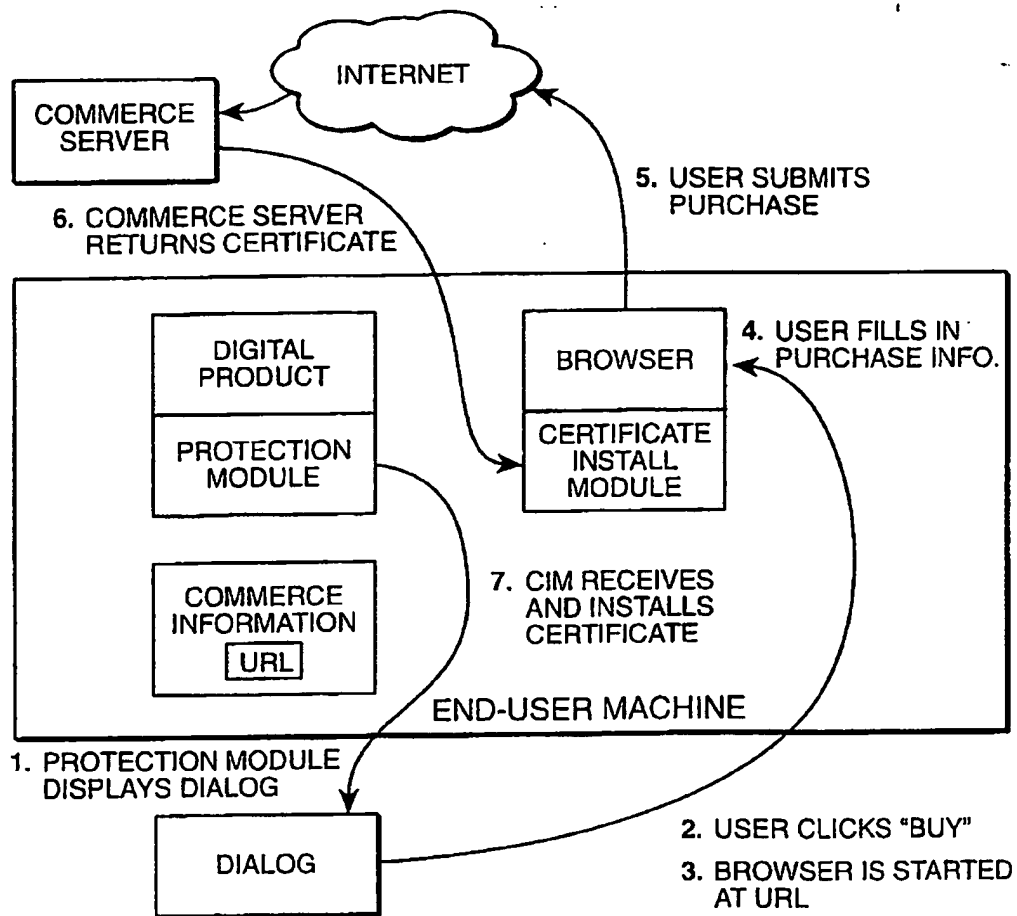 INTERNET
COMMERCE
SERVER
5. USER SUBMITS
PURCHASE
6. COMMERCE SERVER
RETURNS CERTIFICATE
DIGITAL
PRODUCT
PROTECTION
MODULE
BROWSER
CERTIFICATE
INSTALL
MODULE
4. USER FILLS IN
PURCHASE INFO.
COMMERCE
INFORMATION
URL
7. CIM RECEIVES
AND INSTALLS
CERTIFICATE
END-USER MACHINE
1. PROTECTION MODULE
DISPLAYS DIALOG
DIALOG
2. USER CLICKS “BUY”
3. BROWSER IS STARTED
AT URL